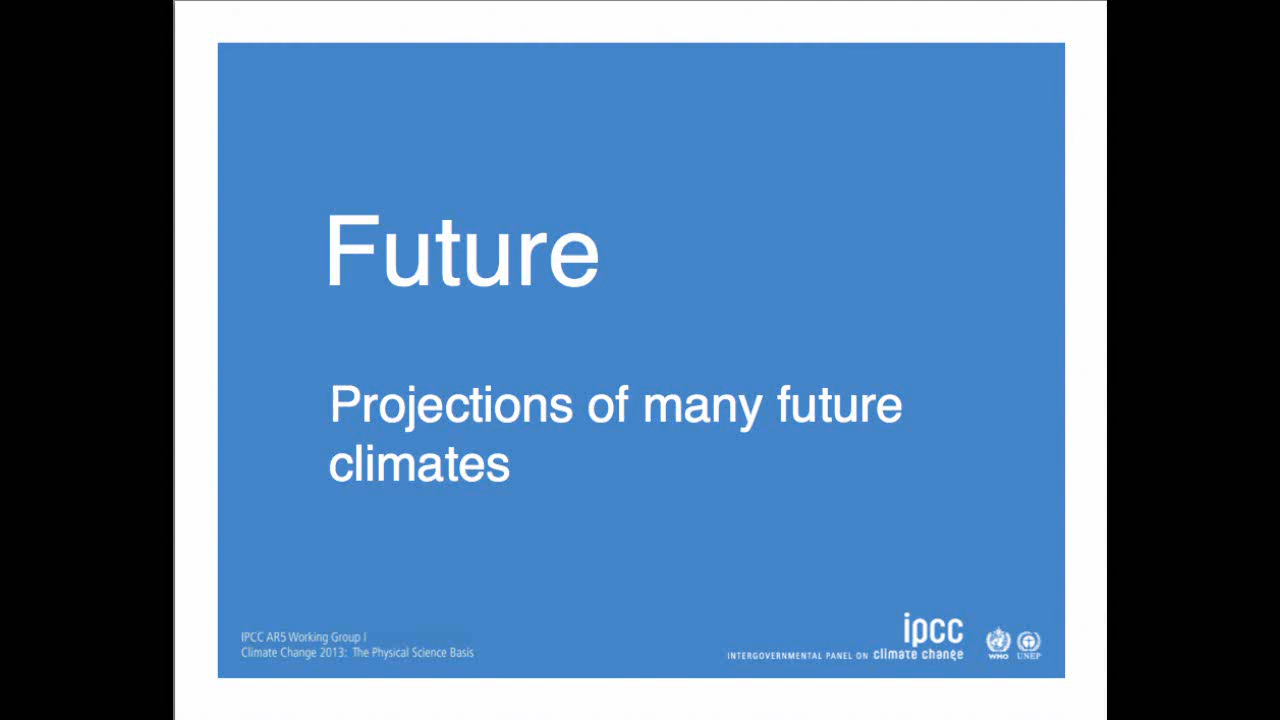 Future
Projections of many future
climates
IPCC AR5 Working Group I
Climate Change 2013: The Physical Science Basis
ipcc
INTERGOVERNMENTAL PANEL ON climate change
WMO
UNEP